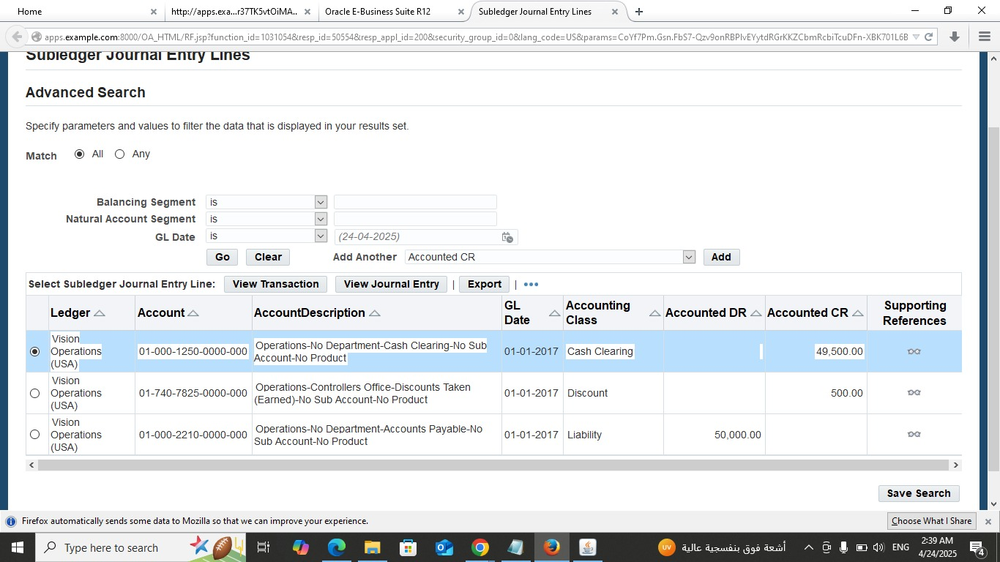 Home
http://apps.exa...r37TK5vtOiMA..
Oracle E-Business Suite R12
Subledger Journal Entry Lines
apps.example.com:8000/OA_HTML/RF.jsp?function_id=1031054&resp_id=50554&resp_appl_id=200&security_group_id=0&lang_code=US&params=CoYf7Pm.Gsn.FbS7-Qzv9onRBPIvEYytdRGrKKZCbmRcbiTcuDFn-XBK701L6B
Subledger Journal Entry Lines
Advanced Search
Specify parameters and values to filter the data that is displayed in your results set.
Match All Any
Balancing Segment is
Natural Account Segment is
GL Date is (24-04-2025)
Go Clear Add Another Accounted CR Add
Select Subledger Journal Entry Line: View Transaction View Journal Entry | Export |
Ledger Account AccountDescription GL Date Accounting Class Accounted DR Accounted CR Supporting References
Vision Operations (USA) 01-000-1250-0000-000 Operations-No Department-Cash Clearing-No Sub Account-No Product 01-01-2017 Cash Clearing 49,500.00
Vision Operations (USA) 01-740-7825-0000-000 Operations-Controllers Office-Discounts Taken (Earned)-No Sub Account-No Product 01-01-2017 Discount 500.00
Vision Operations (USA) 01-000-2210-0000-000 Operations-No Department-Accounts Payable-No Sub Account-No Product 01-01-2017 Liability 50,000.00
Save Search
Firefox automatically sends some data to Mozilla so that we can improve your experience.
Choose What I Share
Type here to search
UV
أشعة فوق بنفسجية عالية
ENG
2:39 AM
4/24/2025
4